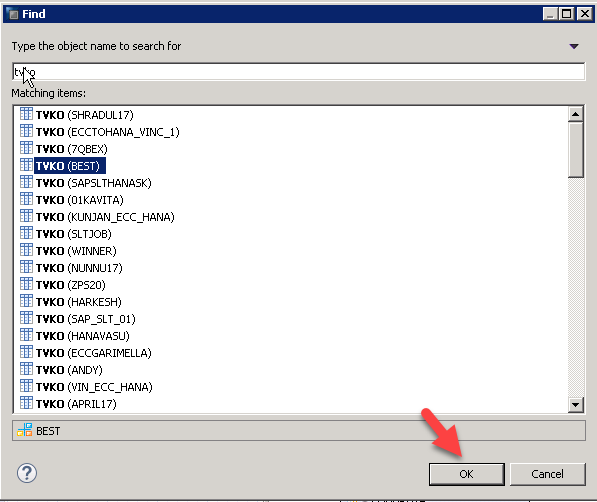 Find
Type the object name to search for
tvko
Matching items:
TVKO (SHRADUL17)
TVKO (ECCTOHANA_VINC_1)
TVKO (7QBEX)
TVKO (BEST)
TVKO (SAPSLTHANASK)
TVKO (01KAVITA)
TVKO (KUNJAN_ECC_HANA)
TVKO (SLTJOB)
TVKO (WINNER)
TVKO (NUNNU17)
TVKO (ZPS20)
TVKO (HARKESH)
TVKO (SAP_SLT_01)
TVKO (HANAVASU)
TVKO (ECCGARIMELLA)
TVKO (ANDY)
TVKO (VIN_ECC_HANA)
TVKO (APRIL17)
BEST
?
OK
Cancel